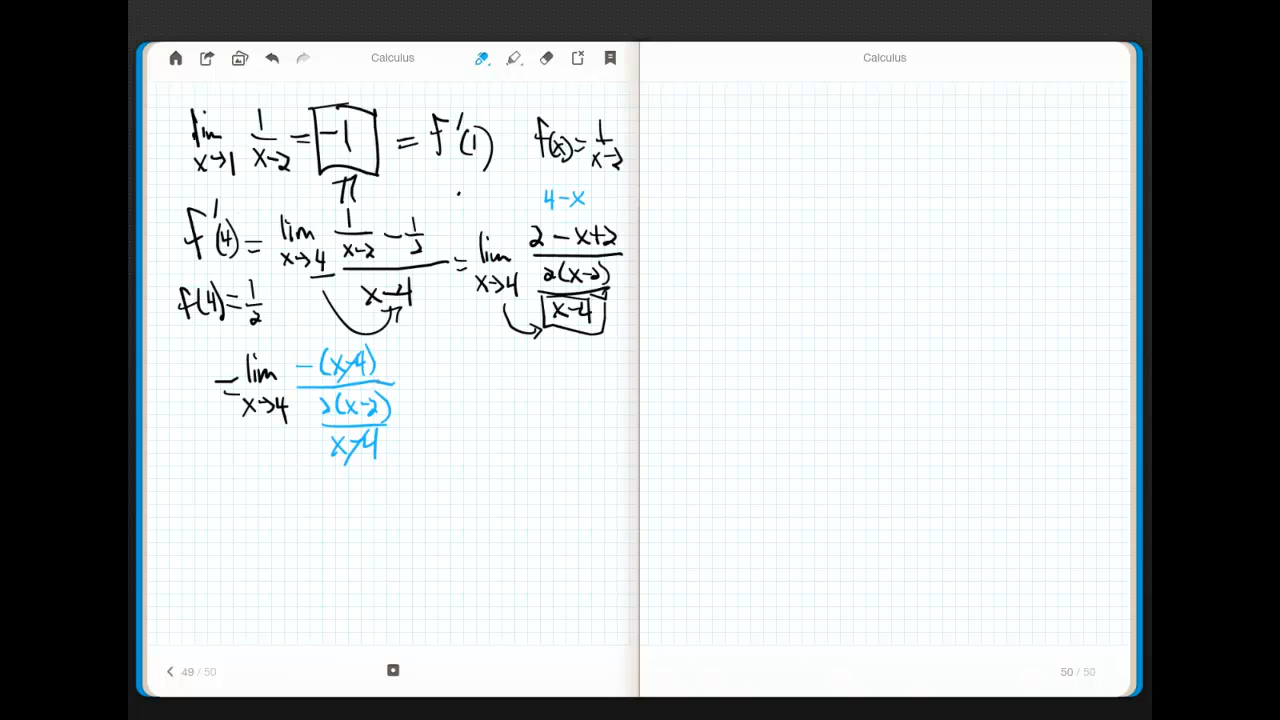 Calculus
Calculus
lim x→1 1/(x-2) = -1 = f'(1) f(x) = 1/(x-2)
π
4-x
f'(4) = lim x→4 (1/(x-2) - 1/2)/(x-4) = lim x→4 ((2-x+2)/(2(x-2)))/(x-4)
f(4) = 1/2
= lim x→4 (-(x-4)/(2(x-2)))/(x-4)
49 / 50
50 / 50